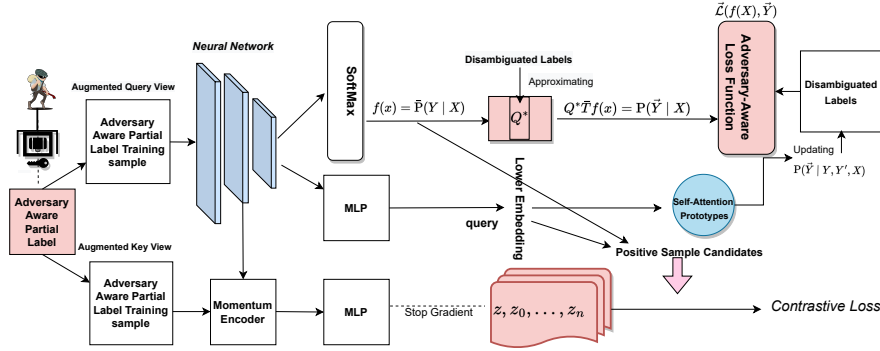 Neural Network
Augmented Query View
Adversary
Aware Partial
Label Training
sample
Adversary
Aware
Partial
Label
Augmented Key View
Adversary
Aware Partial
Label Training
sample
Momentum
Encoder
SoftMax
MLP
MLP
f(x) = P̄(Y | X)
Disambiguated Labels
Approximating
Q*
Q*T̄f(x) = P(Y⃗ | X)
L⃗(f(X), Y⃗)
Adversary-Aware
Loss Function
Disambiguated
Labels
Updating
P(Y⃗ | Y, Y′, X)
Lower Embedding
query
Self-Attention
Prototypes
Positive Sample Candidates
Stop Gradient
z, z₀, . . . , zₙ
Contrastive Loss